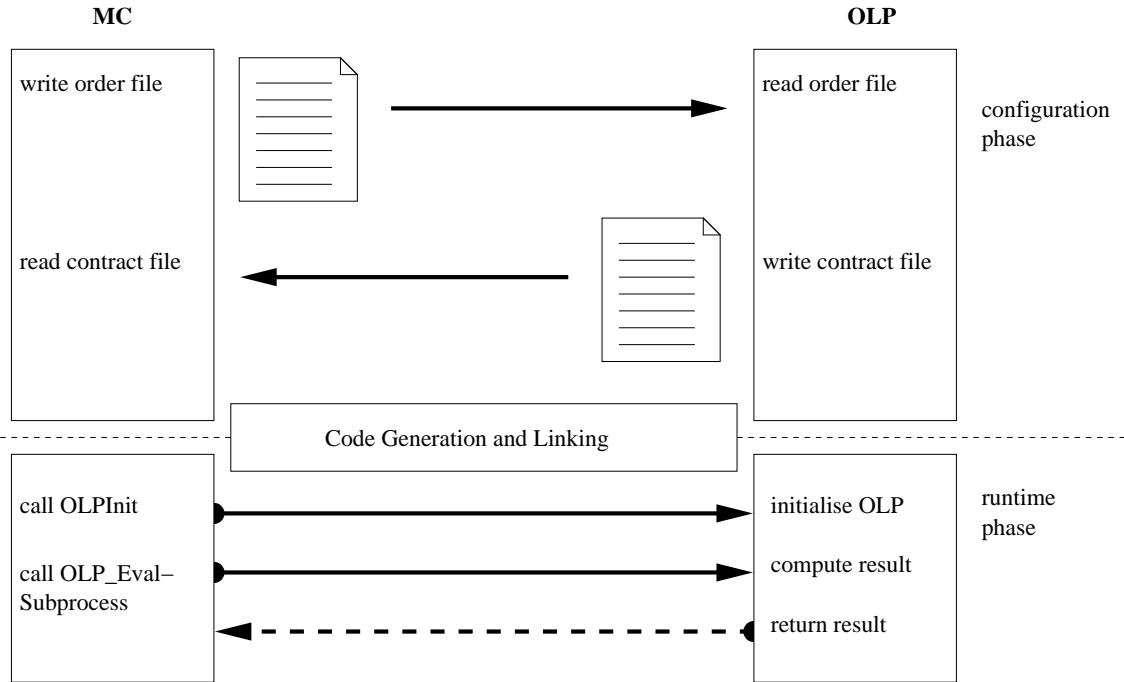 MC
OLP
write order file
read order file
configuration
phase
read contract file
write contract file
Code Generation and Linking
call OLPInit
initialise OLP
runtime
phase
call OLP_Eval−
Subprocess
compute result
return result